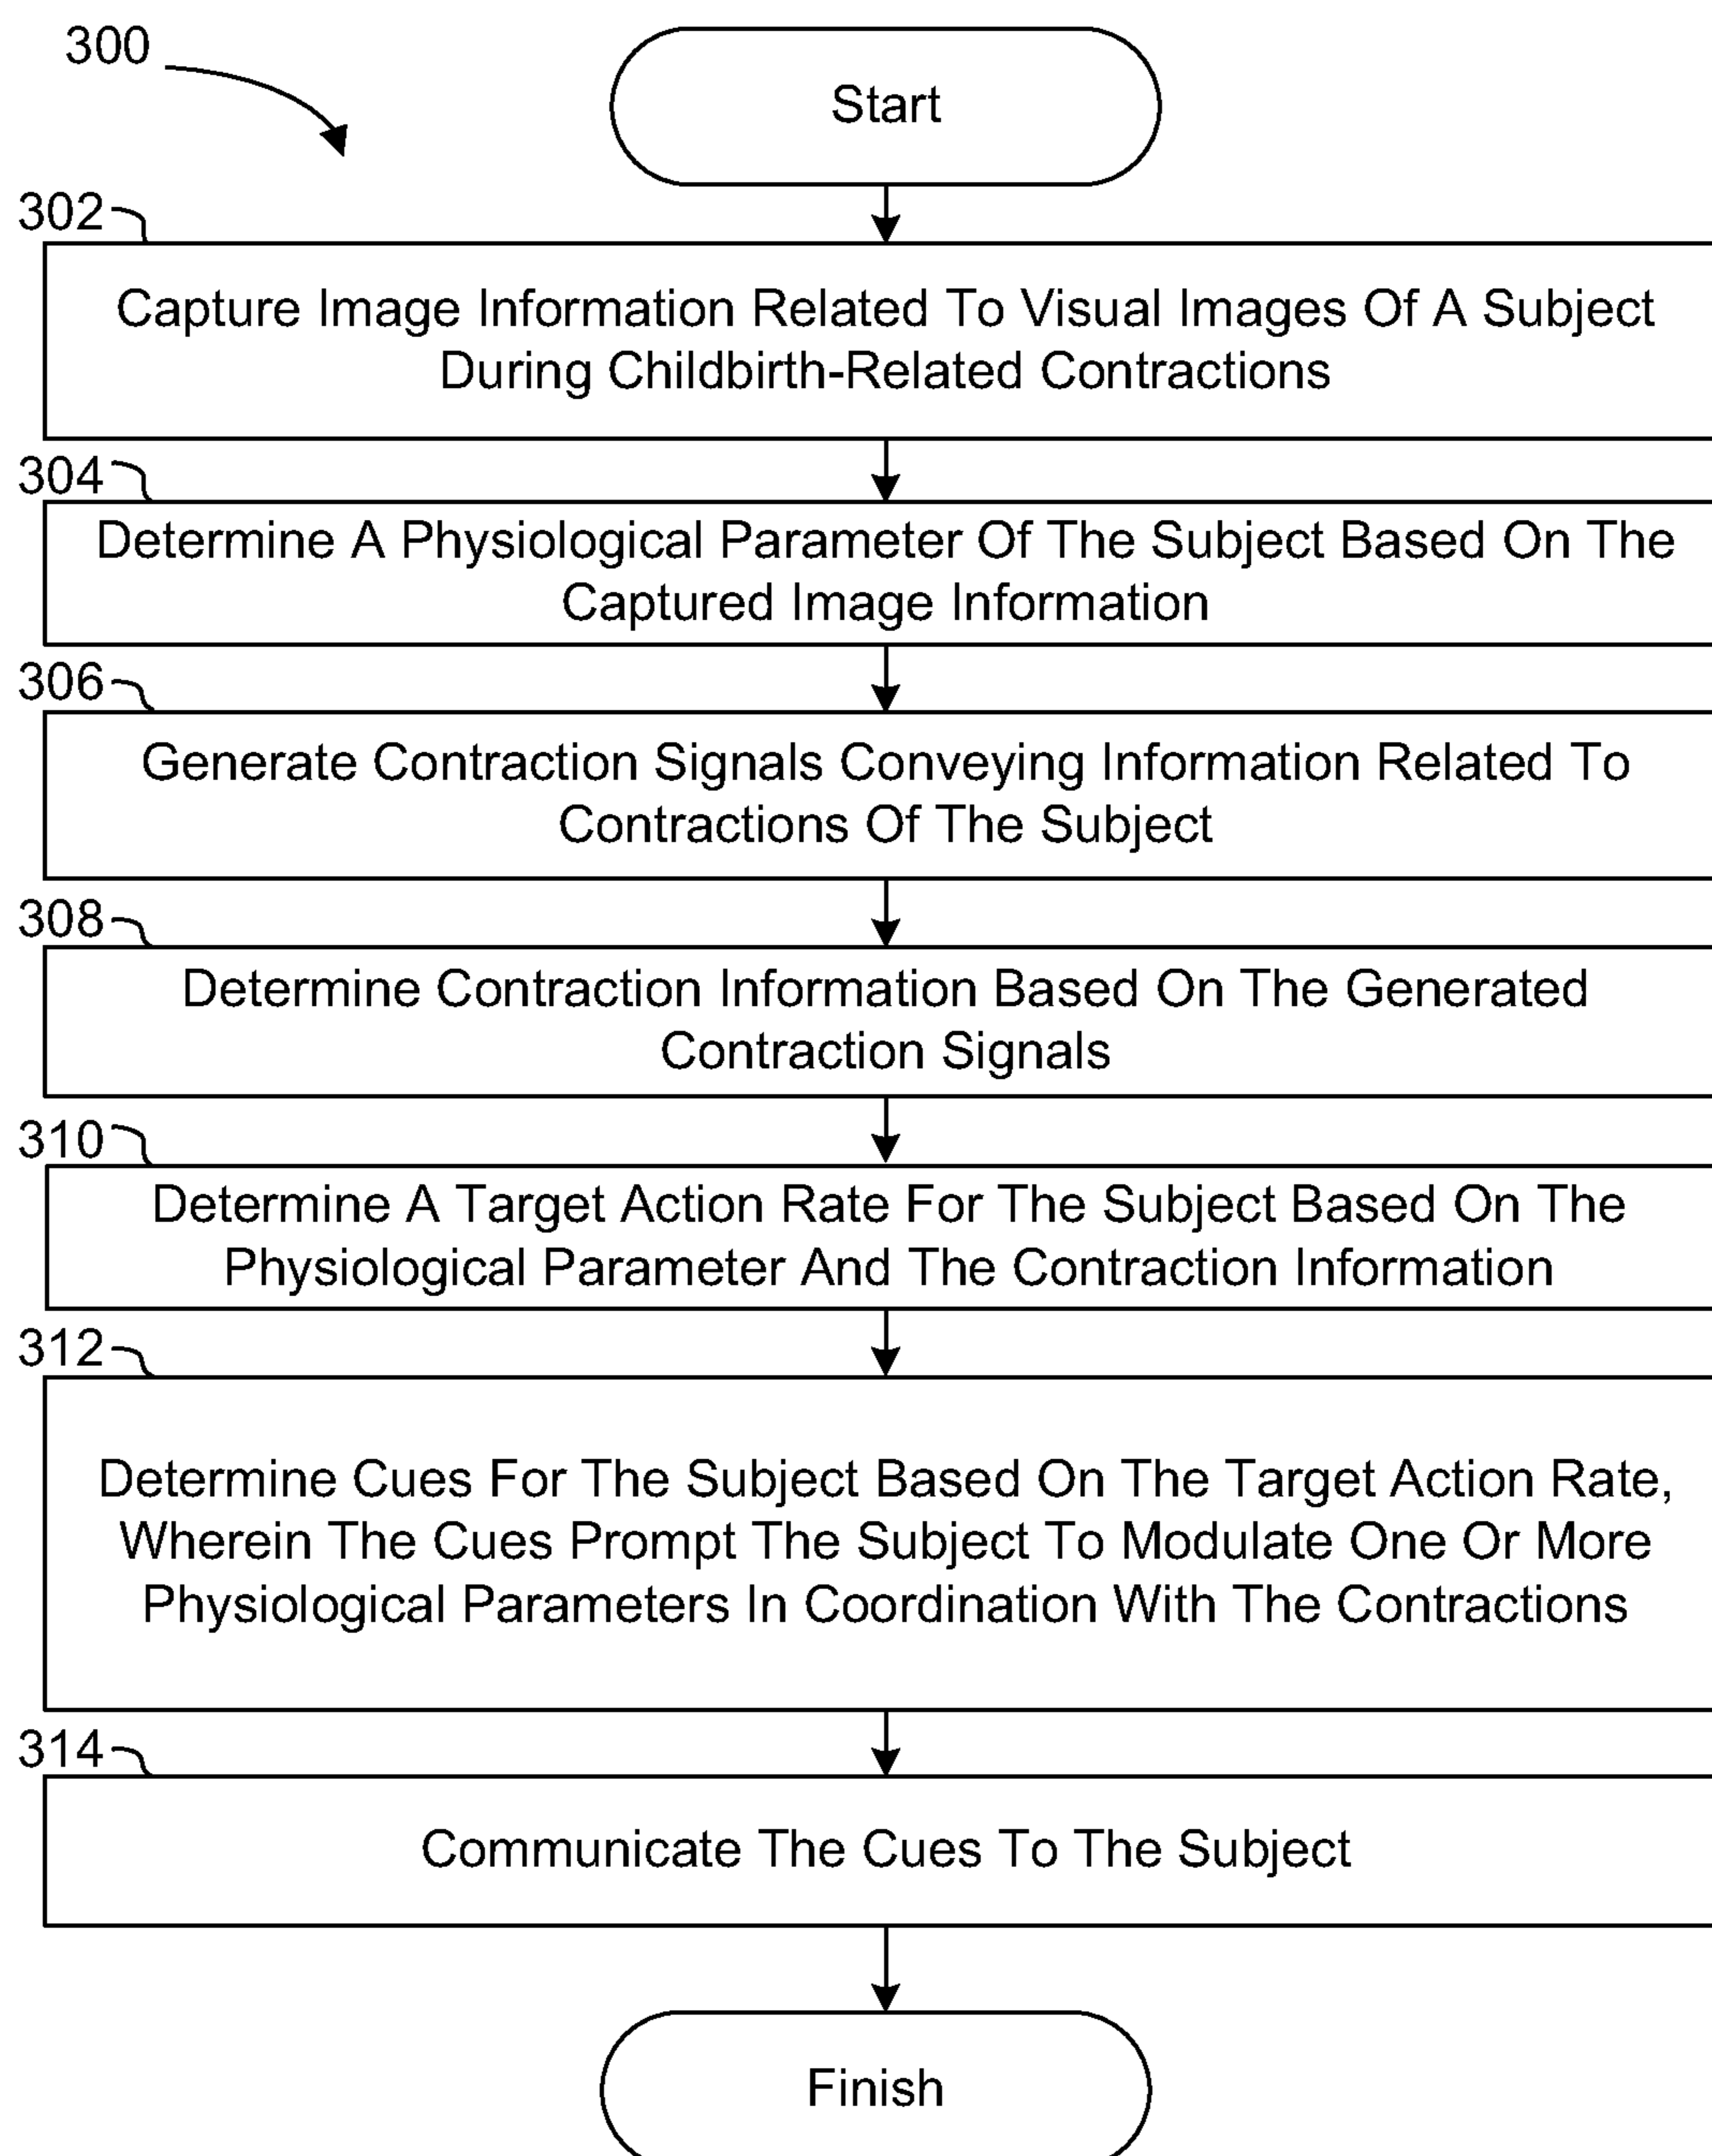 300
Start
302
Capture Image Information Related To Visual Images Of A Subject
During Childbirth-Related Contractions
304
Determine A Physiological Parameter Of The Subject Based On The
Captured Image Information
306
Generate Contraction Signals Conveying Information Related To
Contractions Of The Subject
308
Determine Contraction Information Based On The Generated
Contraction Signals
310
Determine A Target Action Rate For The Subject Based On The
Physiological Parameter And The Contraction Information
312
Determine Cues For The Subject Based On The Target Action Rate,
Wherein The Cues Prompt The Subject To Modulate One Or More
Physiological Parameters In Coordination With The Contractions
314
Communicate The Cues To The Subject
Finish